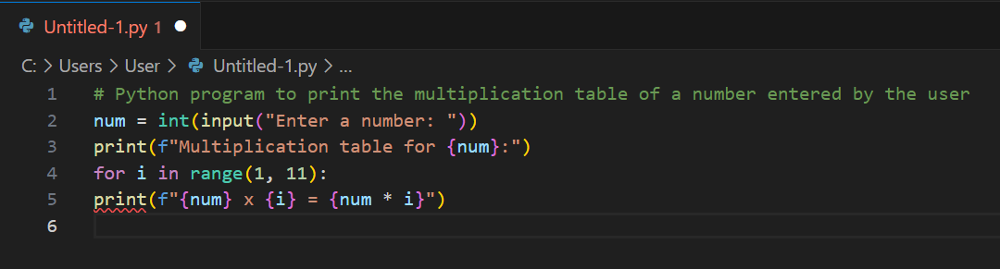 Untitled-1.py 1
C: > Users > User > Untitled-1.py > ...
1 # Python program to print the multiplication table of a number entered by the user
2 num = int(input("Enter a number: "))
3 print(f"Multiplication table for {num}:")
4 for i in range(1, 11):
5 print(f"{num} x {i} = {num * i}")
6